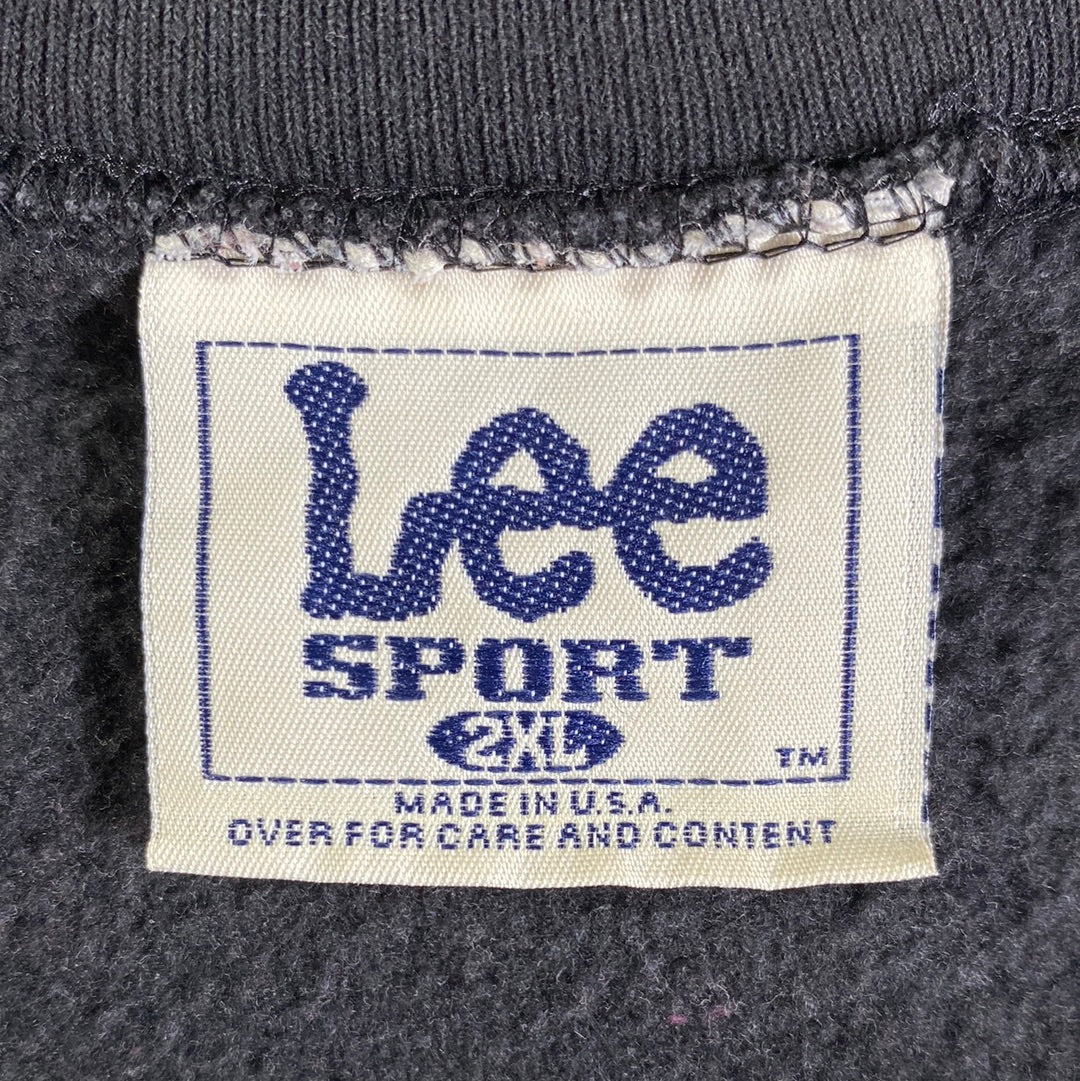 Lee
SPORT
2XL
TM
MADE IN U.S.A.
OVER FOR CARE AND CONTENT